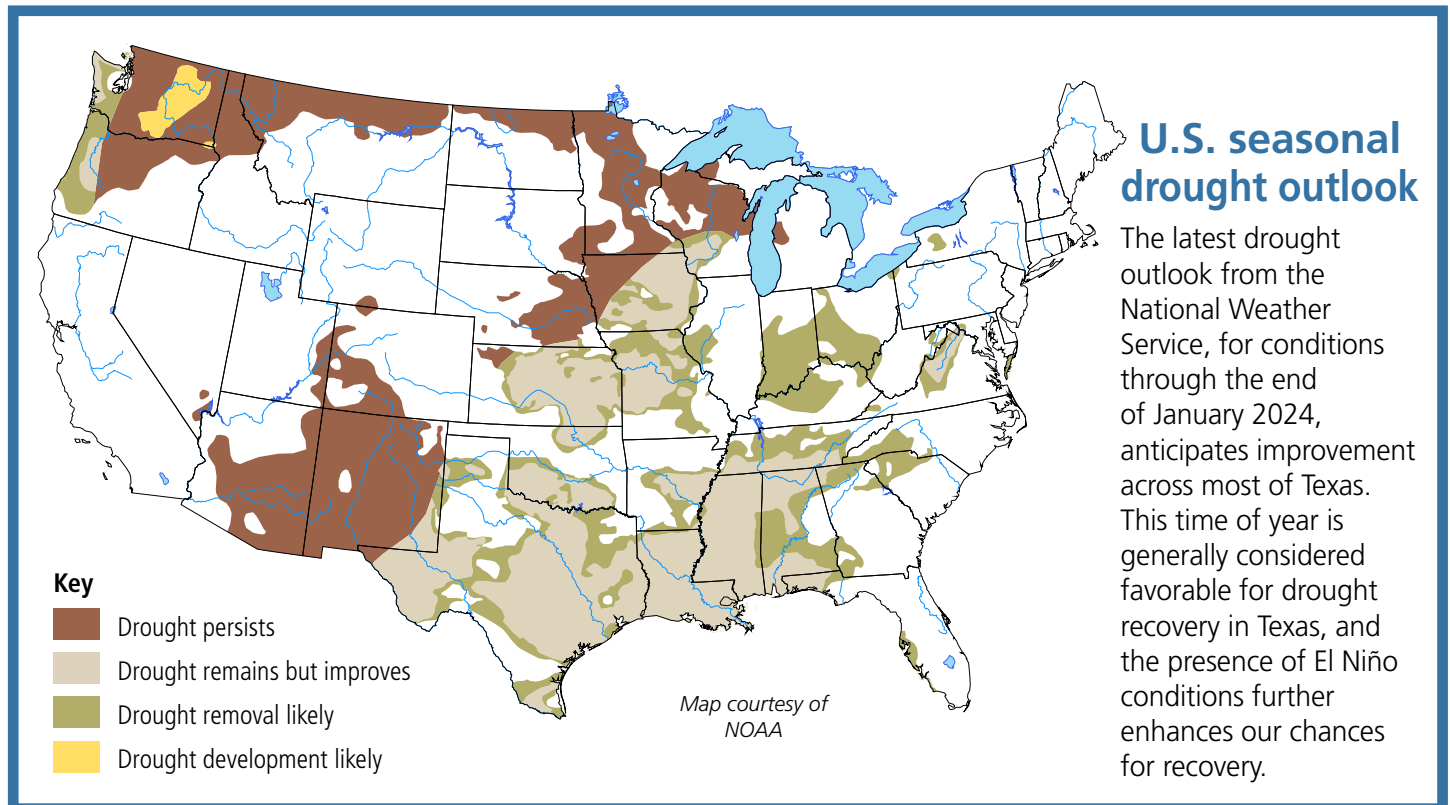 U.S. seasonal
drought outlook
The latest drought
outlook from the
National Weather
Service, for conditions
through the end
of January 2024,
anticipates improvement
across most of Texas.
This time of year is
generally considered
favorable for drought
recovery in Texas, and
the presence of El Niño
conditions further
enhances our chances
for recovery.
Key
Drought persists
Drought remains but improves
Drought removal likely
Drought development likely
Map courtesy of
NOAA